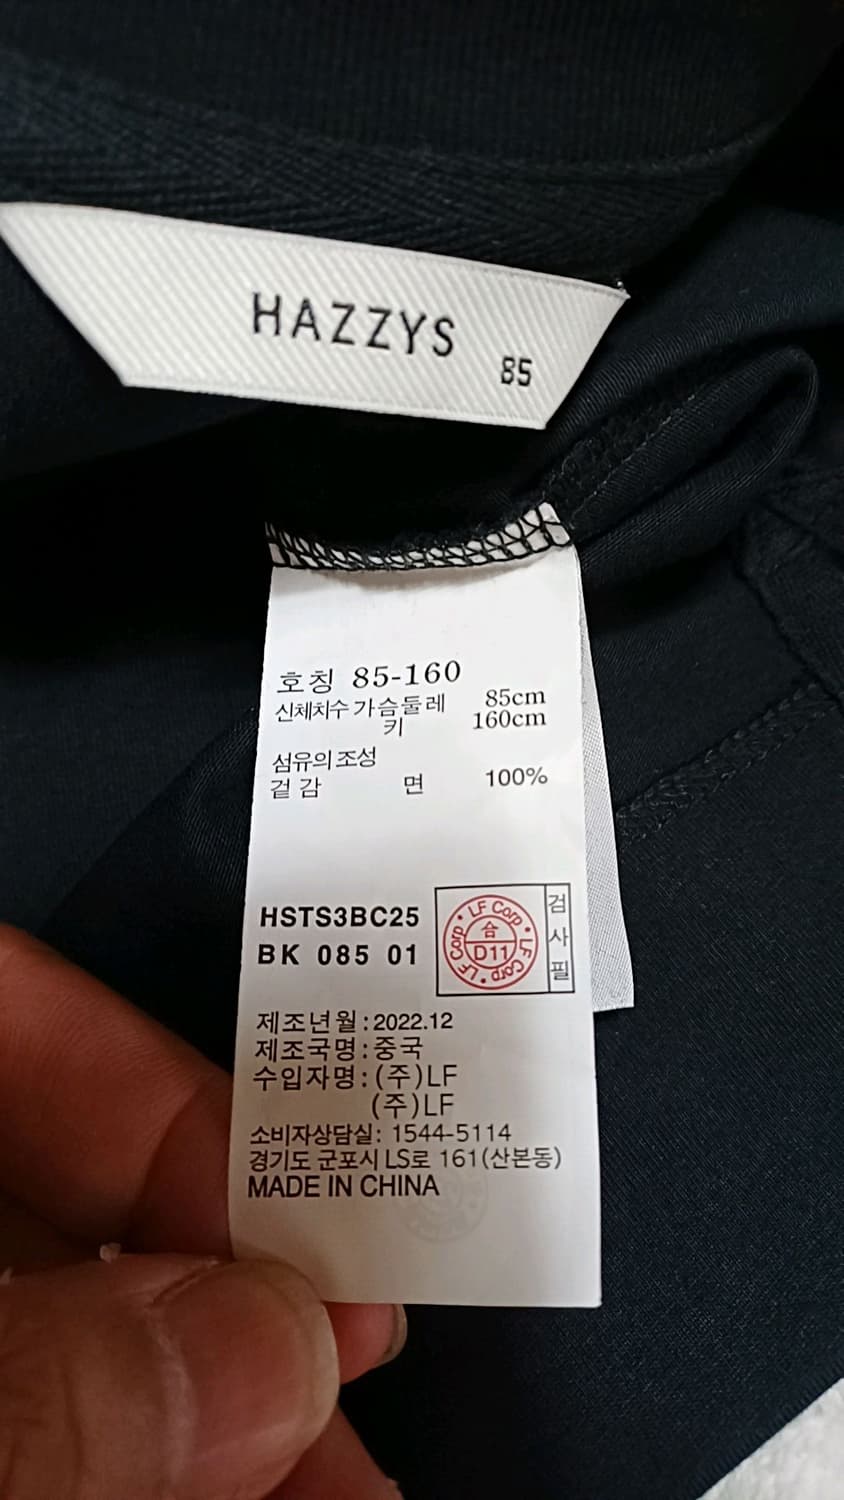 HAZZYS
85
호칭 85-160
신체치수 가슴둘레 85cm
키 160cm
섬유의 조성
겉감 면 100%
HSTS3BC25
BK 085 01
LF Corp • LF Corp • LF Corp •
合
D11
검사필
제조년월:2022.12
제조국명:중국
수입자명:(주)LF
(주)LF
소비자상담실: 1544-5114
경기도 군포시 LS로 161(산본동)
MADE IN CHINA